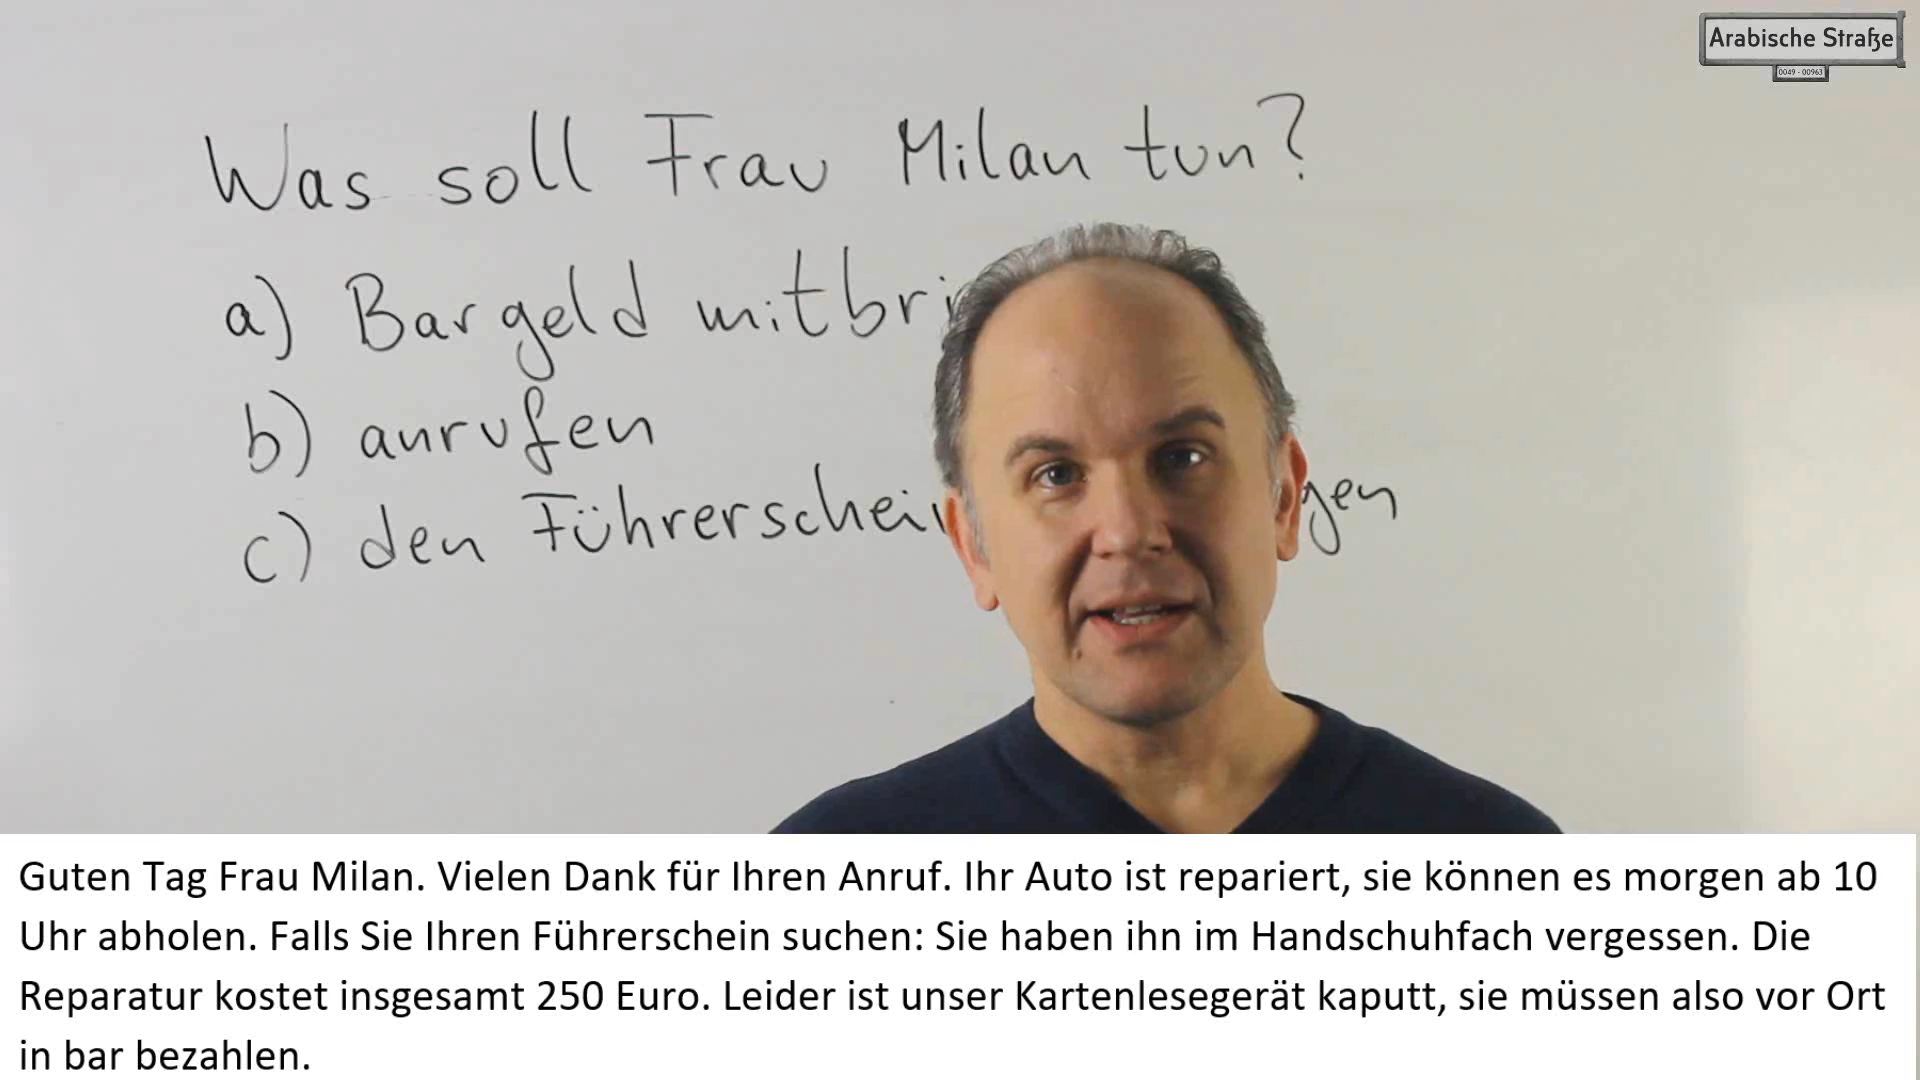 Arabische Straße
0049 - 00963
Was soll Frau Milan tun?
a) Bargeld
b) anrufen
c) den
Guten Tag Frau Milan. Vielen Dank für Ihren Anruf. Ihr Auto ist repariert, sie können es morgen ab 10
Uhr abholen. Falls Sie Ihren Führerschein suchen: Sie haben ihn im Handschuhfach vergessen. Die
Reparatur kostet insgesamt 250 Euro. Leider ist unser Kartenlesegerät kaputt, sie müssen also vor Ort
in bar bezahlen.